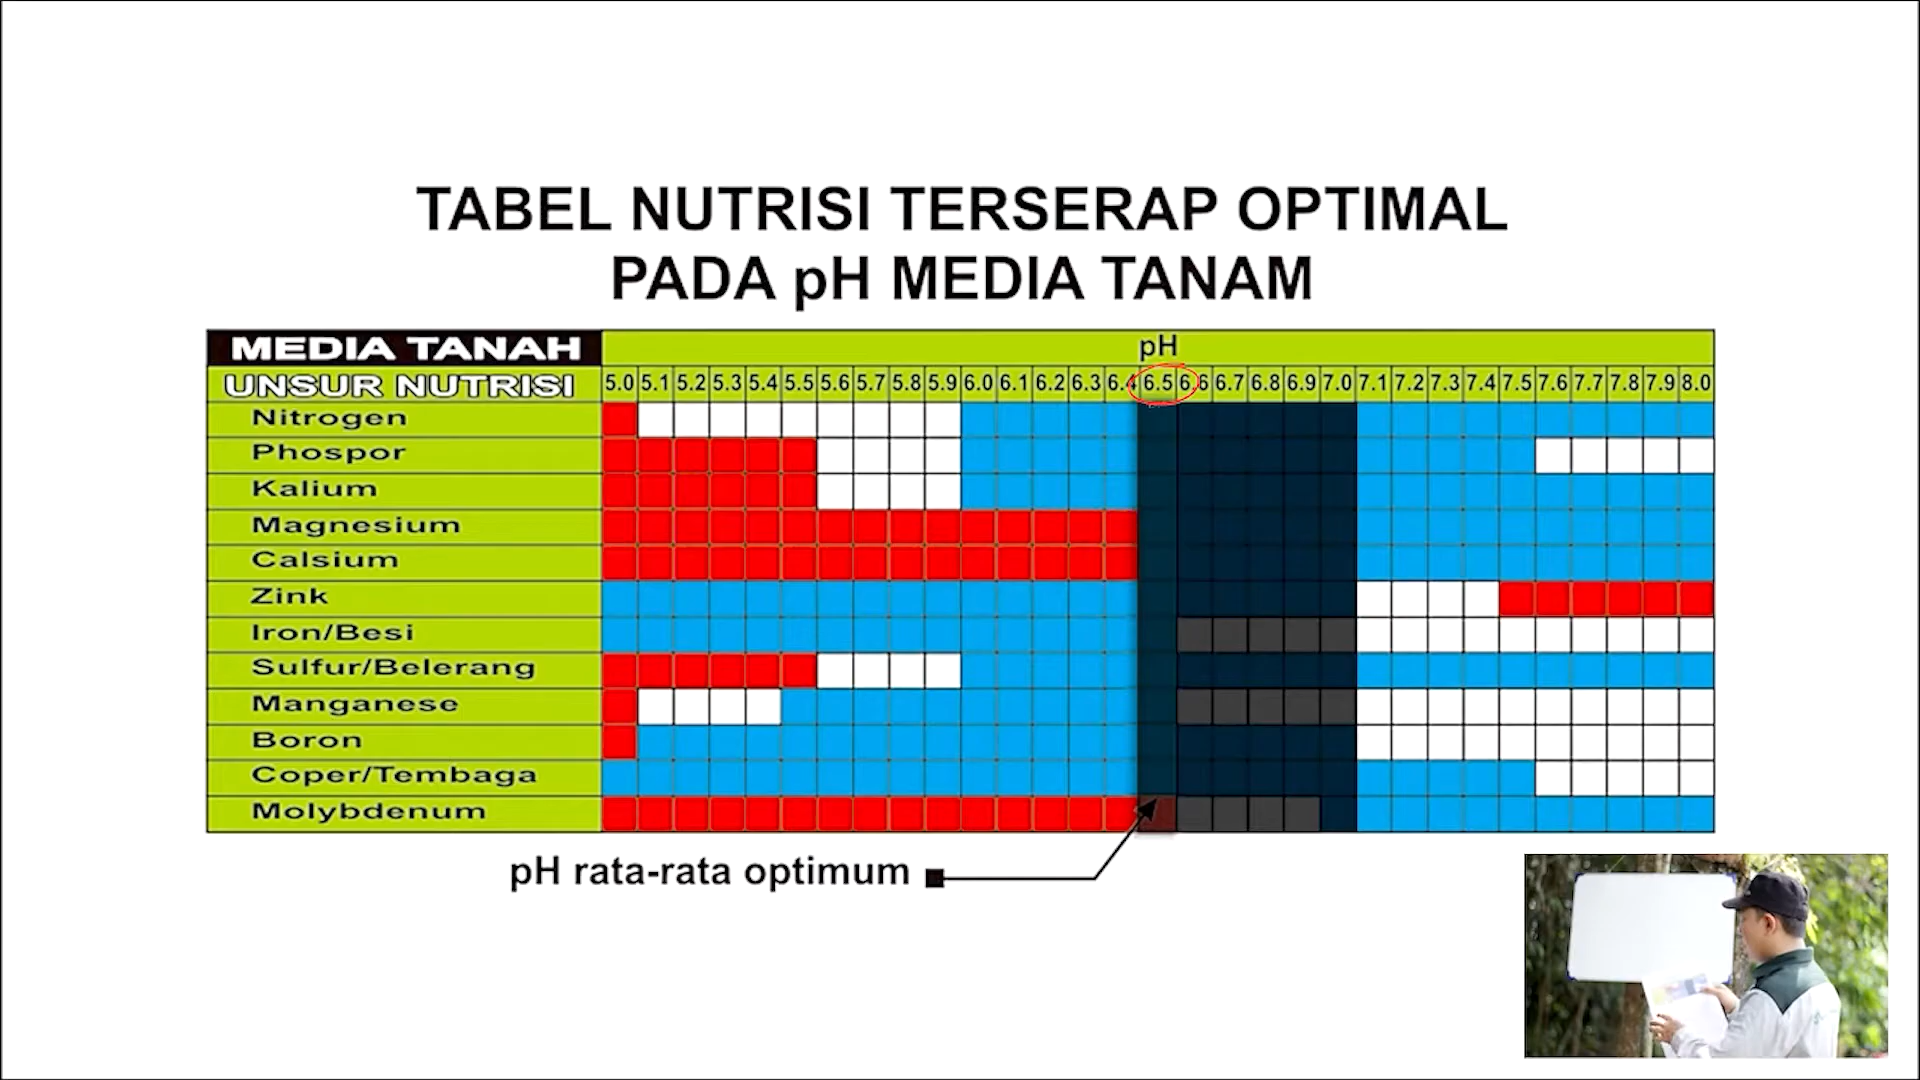 TABEL NUTRISI TERSERAP OPTIMAL
PADA pH MEDIA TANAM
MEDIA TANAH pH
UNSUR NUTRISI 5.0 5.1 5.2 5.3 5.4 5.5 5.6 5.7 5.8 5.9 6.0 6.1 6.2 6.3 6.4 6.5 6.6 6.7 6.8 6.9 7.0 7.1 7.2 7.3 7.4 7.5 7.6 7.7 7.8 7.9 8.0
Nitrogen
Phospor
Kalium
Magnesium
Calsium
Zink
Iron/Besi
Sulfur/Belerang
Manganese
Boron
Coper/Tembaga
Molybdenum
pH rata-rata optimum